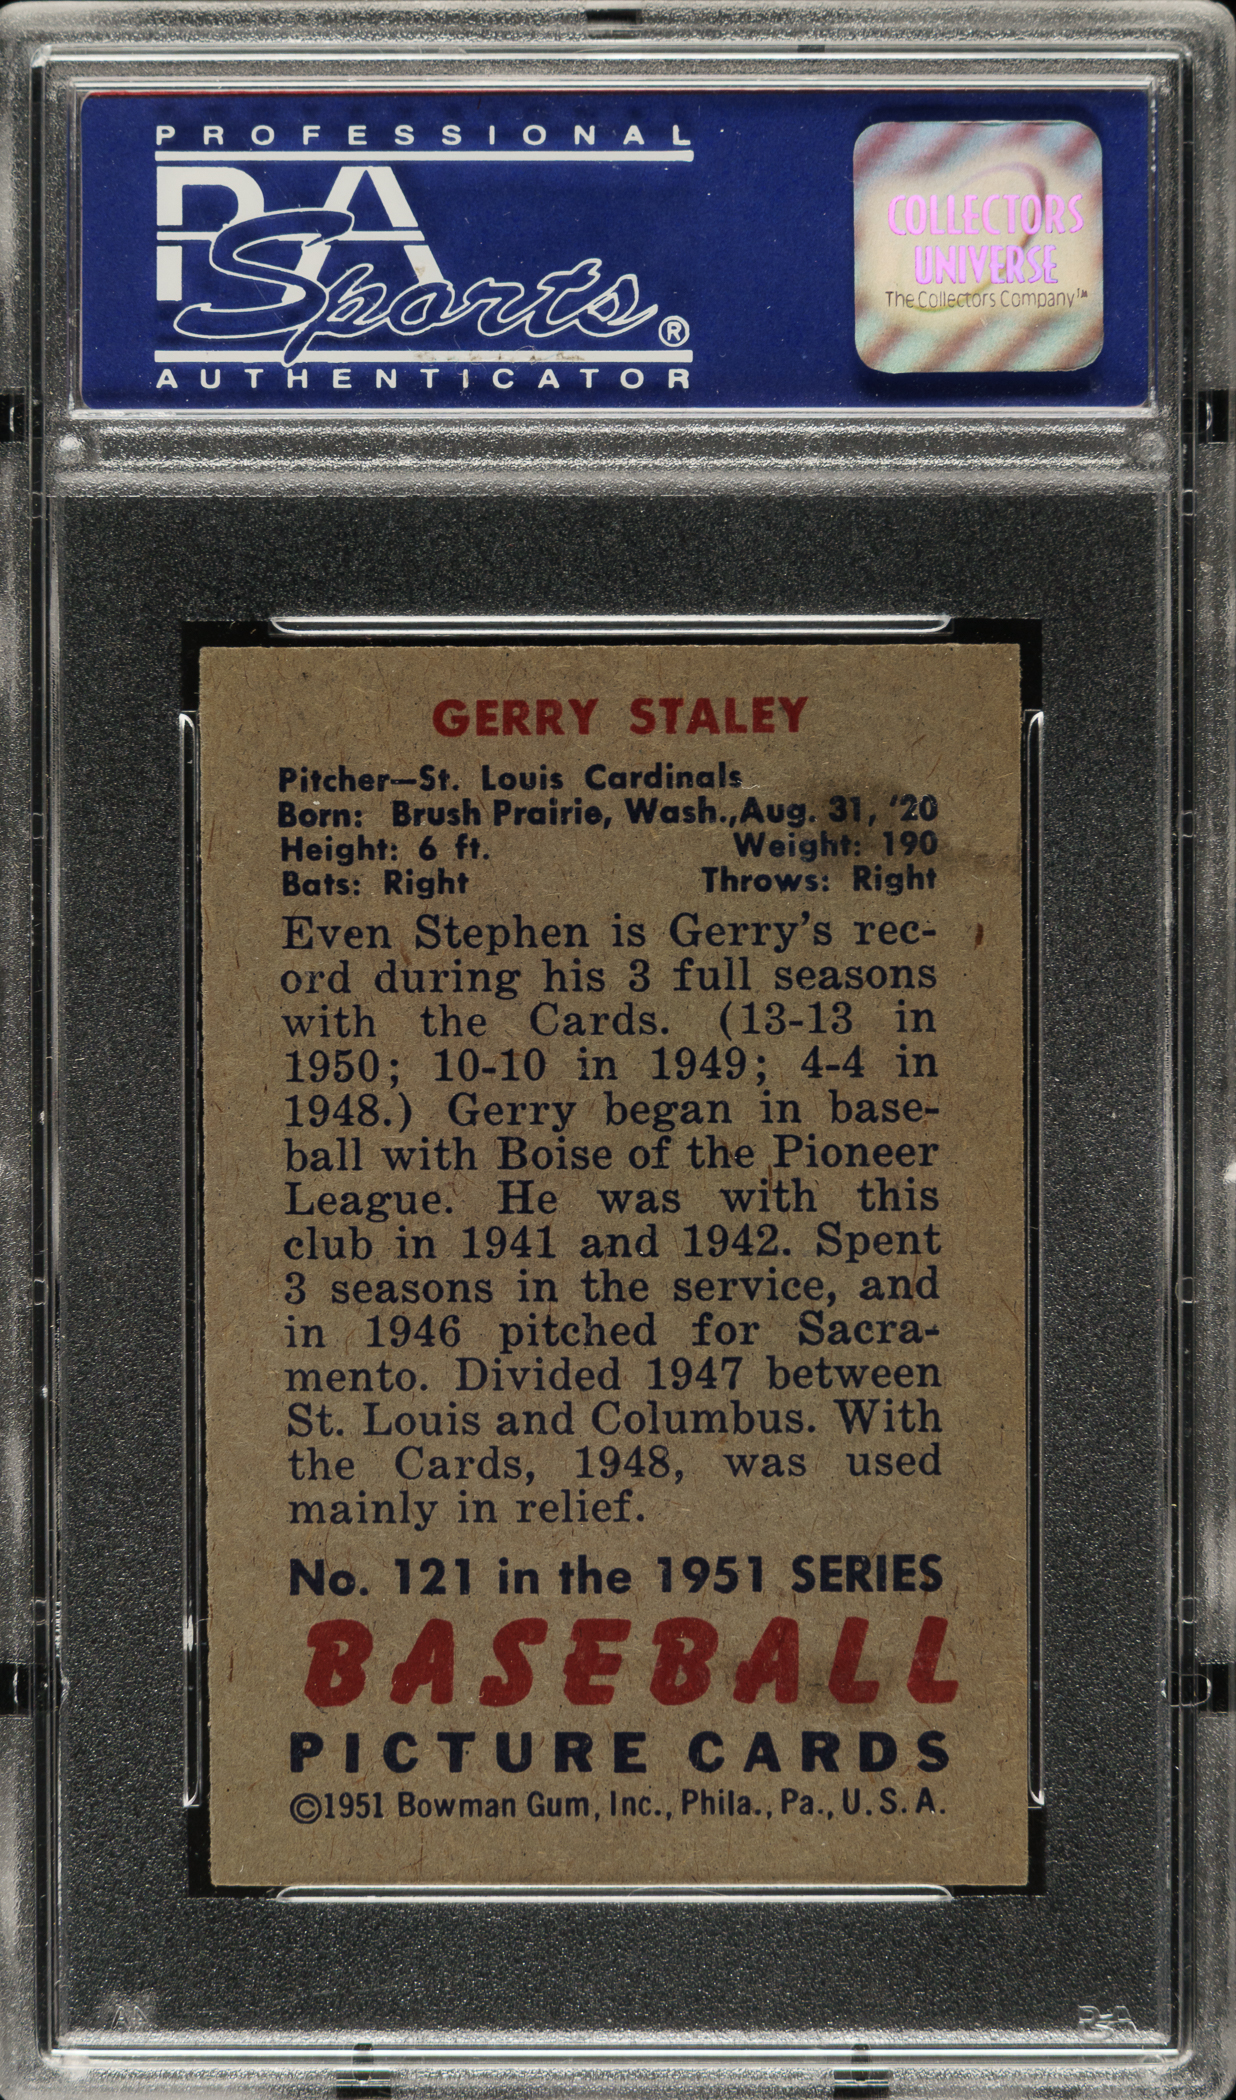 PROFESSIONAL
PSA
Sports®
AUTHENTICATOR
COLLECTORS
UNIVERSE
The Collectors Company™
GERRY STALEY
Pitcher—St. Louis Cardinals
Born: Brush Prairie, Wash., Aug. 31, '20
Height: 6 ft. Weight: 190
Bats: Right Throws: Right
Even Stephen is Gerry's rec-
ord during his 3 full seasons
with the Cards. (13-13 in
1950; 10-10 in 1949; 4-4 in
1948.) Gerry began in base-
ball with Boise of the Pioneer
League. He was with this
club in 1941 and 1942. Spent
3 seasons in the service, and
in 1946 pitched for Sacra-
mento. Divided 1947 between
St. Louis and Columbus. With
the Cards, 1948, was used
mainly in relief.
No. 121 in the 1951 SERIES
BASEBALL
PICTURE CARDS
©1951 Bowman Gum, Inc., Phila., Pa., U.S.A.
PSA